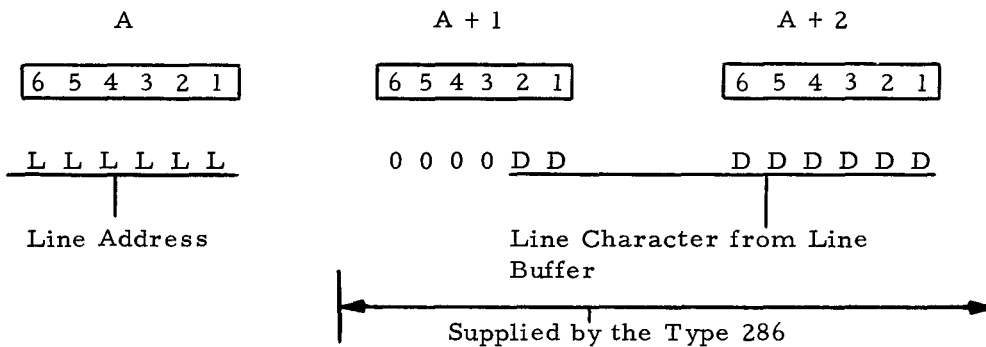 A A + 1 A + 2
6 5 4 3 2 1 6 5 4 3 2 1 6 5 4 3 2 1
L L L L L L 0 0 0 0 D D D D D D D D
Line Address Line Character from Line
Buffer
Supplied by the Type 286